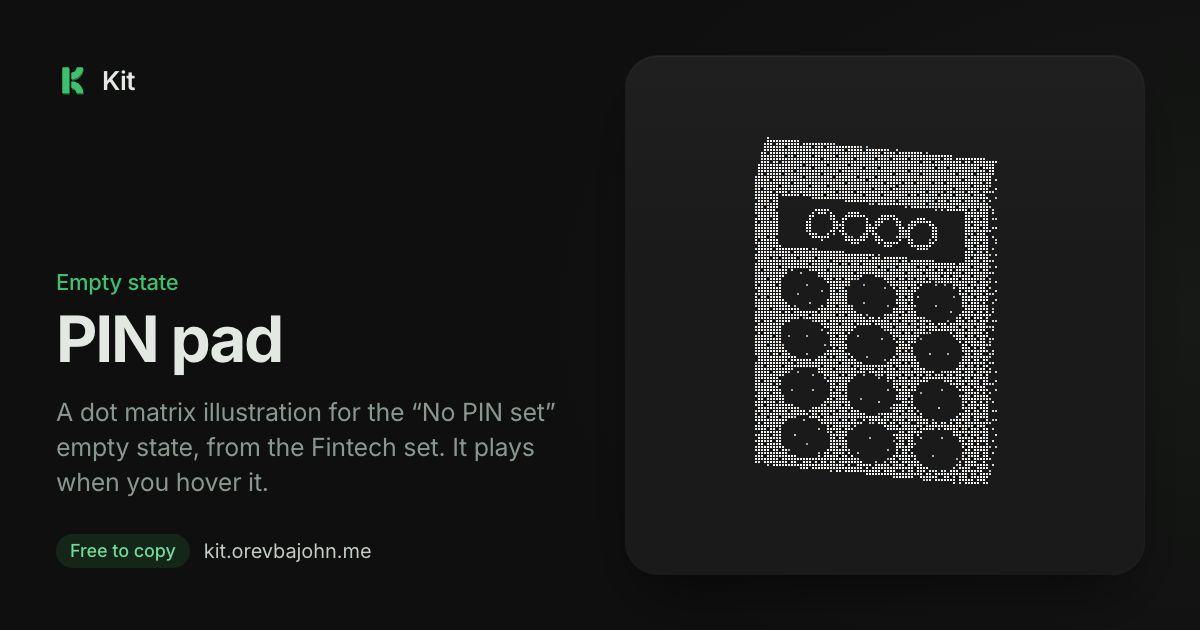 Kit
Empty state
PIN pad
A dot matrix illustration for the “No PIN set”
empty state, from the Fintech set. It plays
when you hover it.
Free to copy
kit.orevbajohn.me